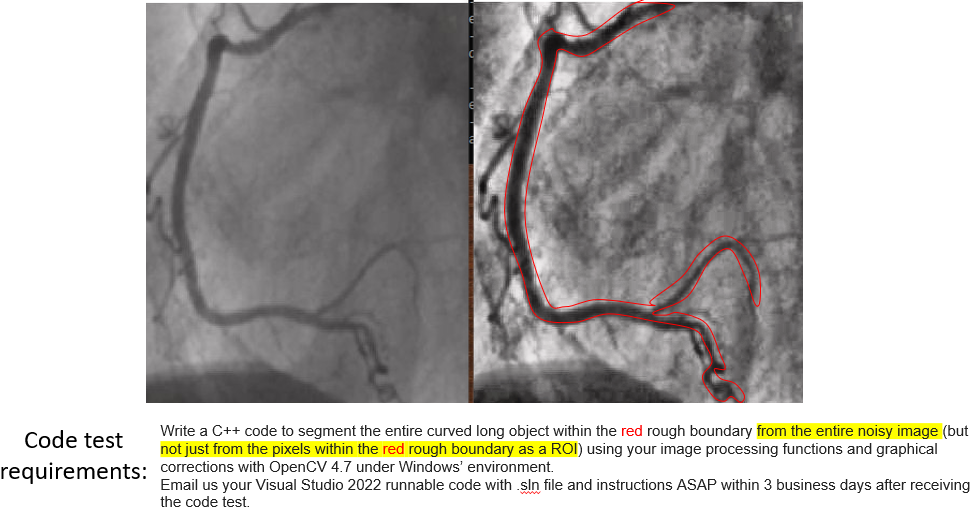 Code test
requirements:
Write a C++ code to segment the entire curved long object within the red rough boundary from the entire noisy image (but
not just from the pixels within the red rough boundary as a ROI) using your image processing functions and graphical
corrections with OpenCV 4.7 under Windows' environment.
Email us your Visual Studio 2022 runnable code with .sln file and instructions ASAP within 3 business days after receiving
the code test.